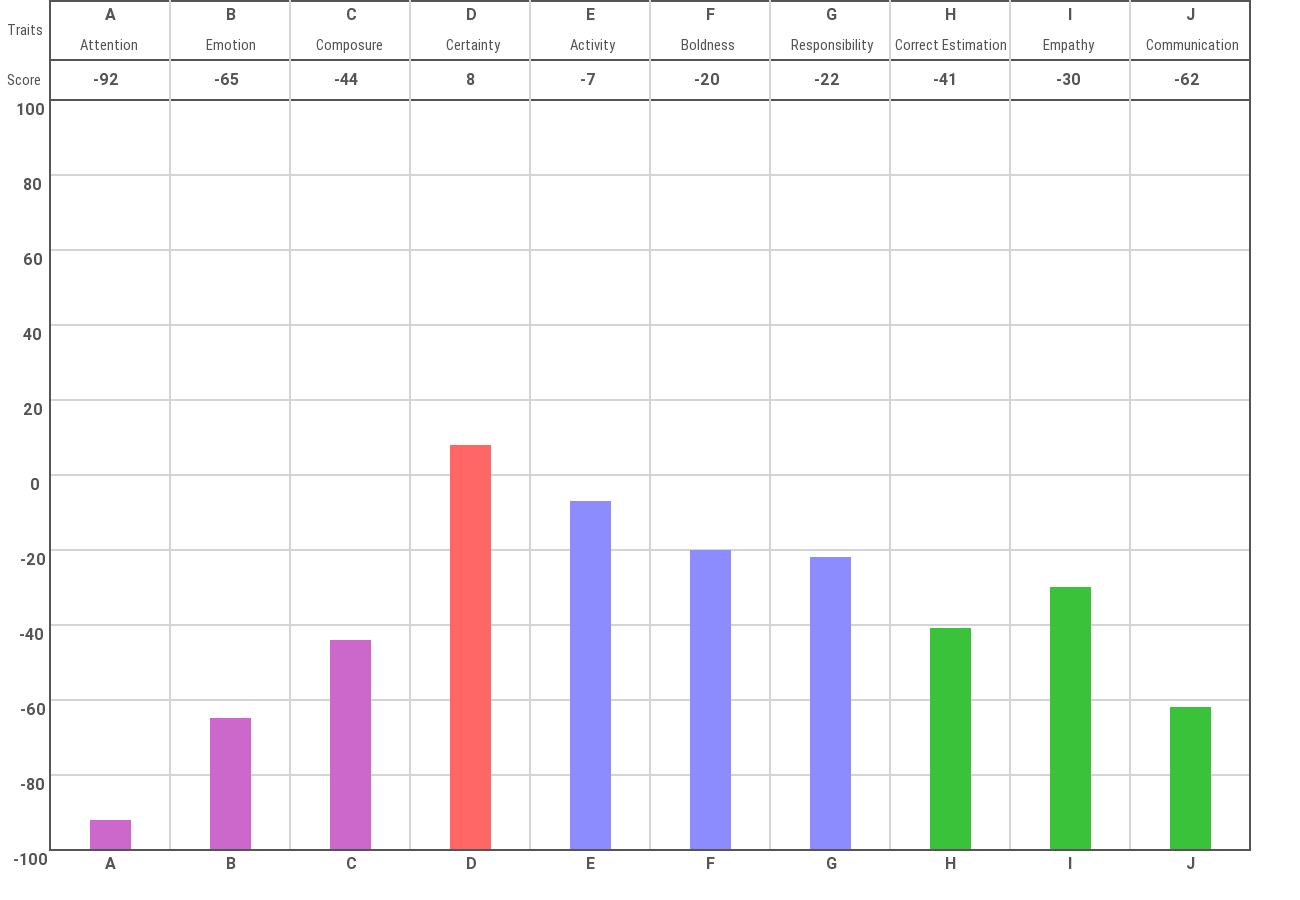 Traits
A B C D E F G H I J
Attention Emotion Composure Certainty Activity Boldness Responsibility Correct Estimation Empathy Communication
Score -92 -65 -44 8 -7 -20 -22 -41 -30 -62
100
80
60
40
20
0
-20
-40
-60
-80
-100
A B C D E F G H I J